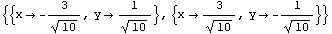 {{x→-3/√10, y→1/√10}, {x→3/√10, y→-1/√10}}